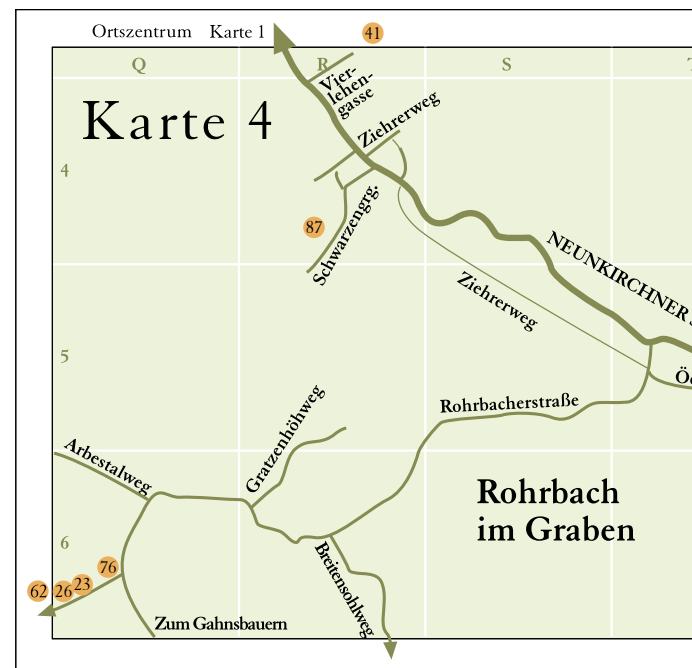 Ortszentrum Karte 1
41
Q
R
S
Karte 4
Vier-
lehen-
gasse
Ziehrerweg
4
87
Schwarzengrg.
NEUNKIRCHNER
Ziehrerweg
5
Rohrbacherstraße
Gratzenhöhweg
Arbestalweg
Rohrbach
im Graben
6
76
62 26 23
Breitensohlweg
Zum Gahnsbauern